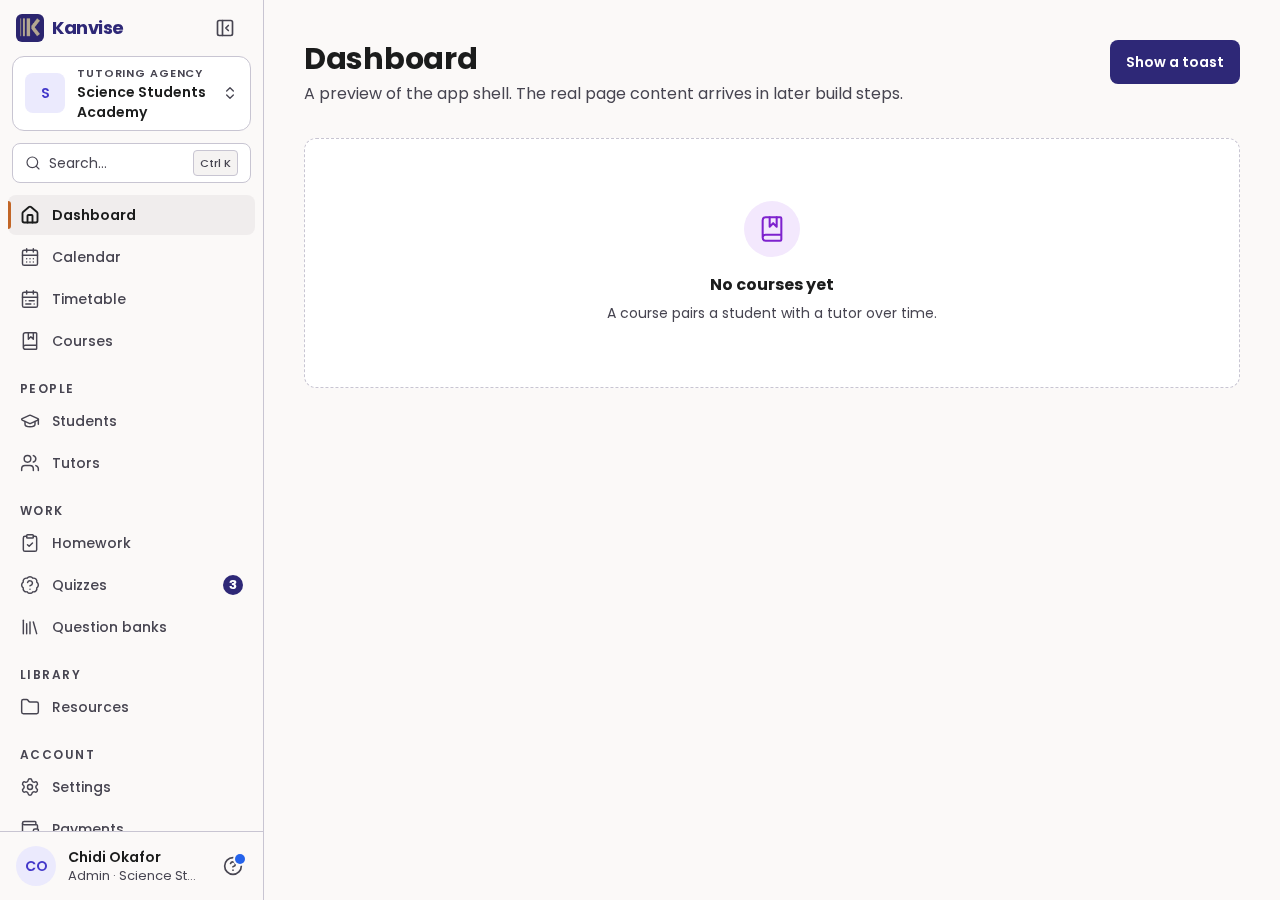 Kanvise
TUTORING AGENCY
S
Science Students
Academy
Search...
Ctrl K
Dashboard
Calendar
Timetable
Courses
PEOPLE
Students
Tutors
WORK
Homework
Quizzes
3
Question banks
LIBRARY
Resources
ACCOUNT
Settings
Payments
CO
Chidi Okafor
Admin · Science St...
Dashboard
A preview of the app shell. The real page content arrives in later build steps.
Show a toast
No courses yet
A course pairs a student with a tutor over time.